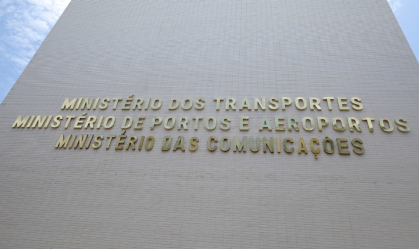 MINISTÉRIO DOS TRANSPORTES
MINISTÉRIO DE PORTOS E AEROPORTOS
MINISTÉRIO DAS COMUNICAÇÕES